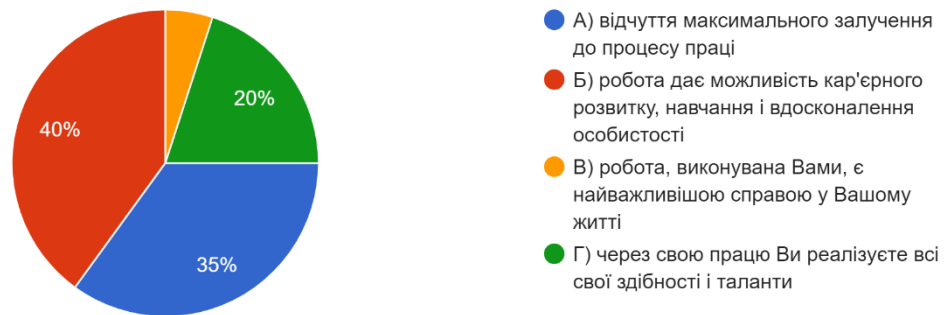 40%
20%
35%
А) відчуття максимального залучення
до процесу праці
Б) робота дає можливість кар'єрного
розвитку, навчання і вдосконалення
особистості
В) робота, виконувана Вами, є
найважливішою справою у Вашому
житті
Г) через свою працю Ви реалізуєте всі
свої здібності і таланти